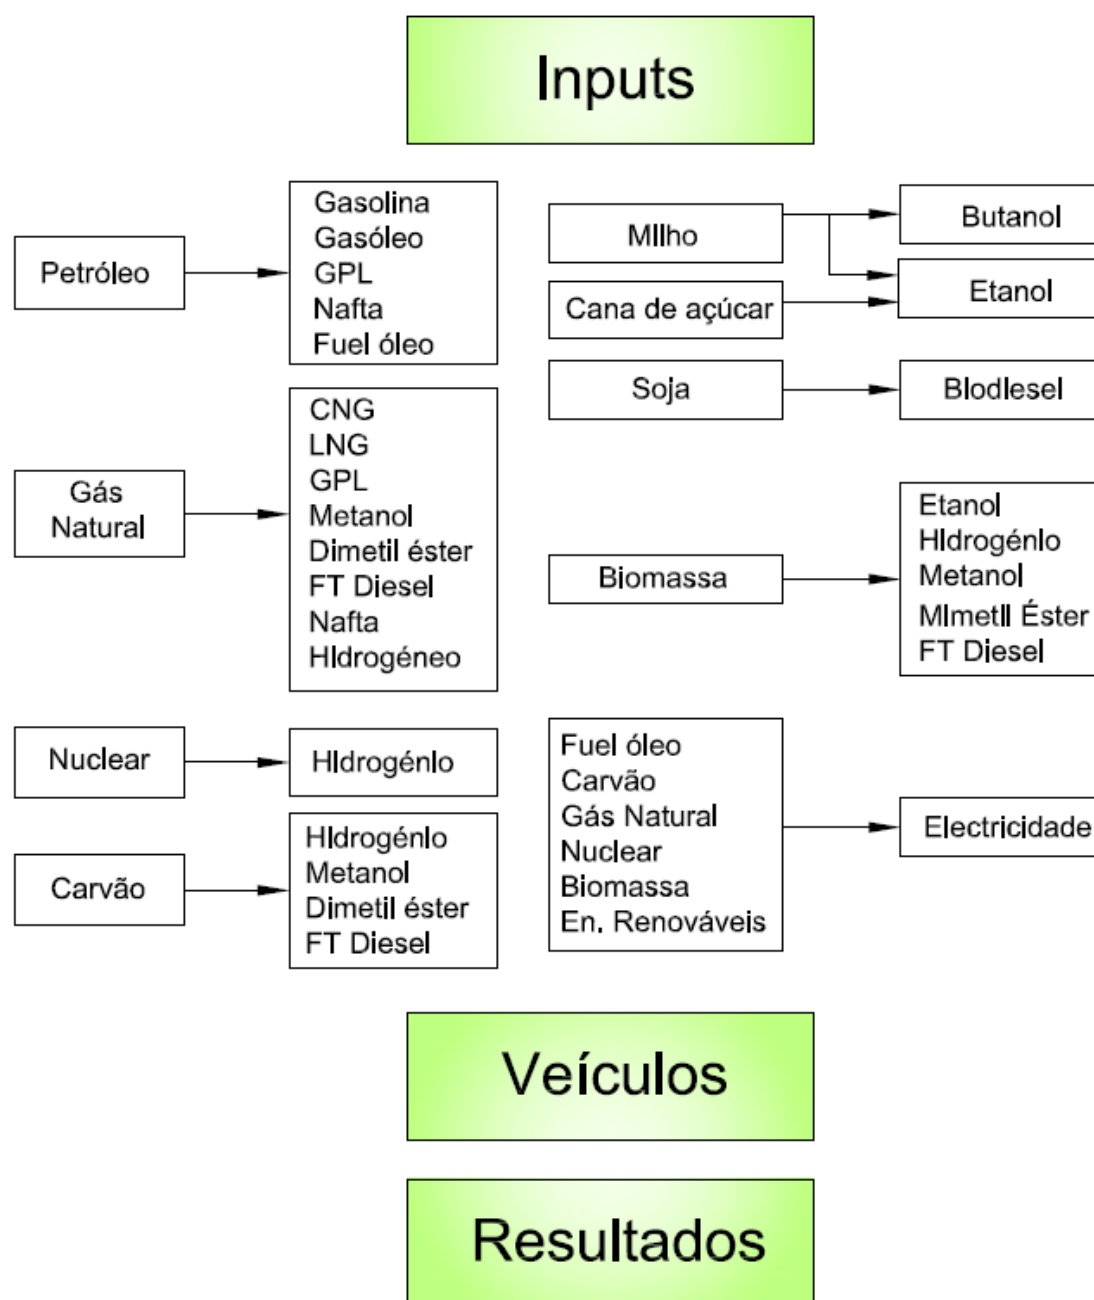 Inputs
Petróleo
Gasolina
Gasóleo
GPL
Nafta
Fuel óleo
Gás
Natural
CNG
LNG
GPL
Metanol
Dimetil éster
FT Diesel
Nafta
HIdrogéneo
Nuclear
HIdrogénIo
Carvão
HIdrogénIo
Metanol
Dimetil éster
FT Diesel
MIlho
Butanol
Etanol
Cana de açúcar
Soja
BIodIesel
Biomassa
Etanol
HIdrogénIo
Metanol
MImetIl Éster
FT Diesel
Fuel óleo
Carvão
Gás Natural
Nuclear
Biomassa
En. Renováveis
Electricidade
Veículos
Resultados